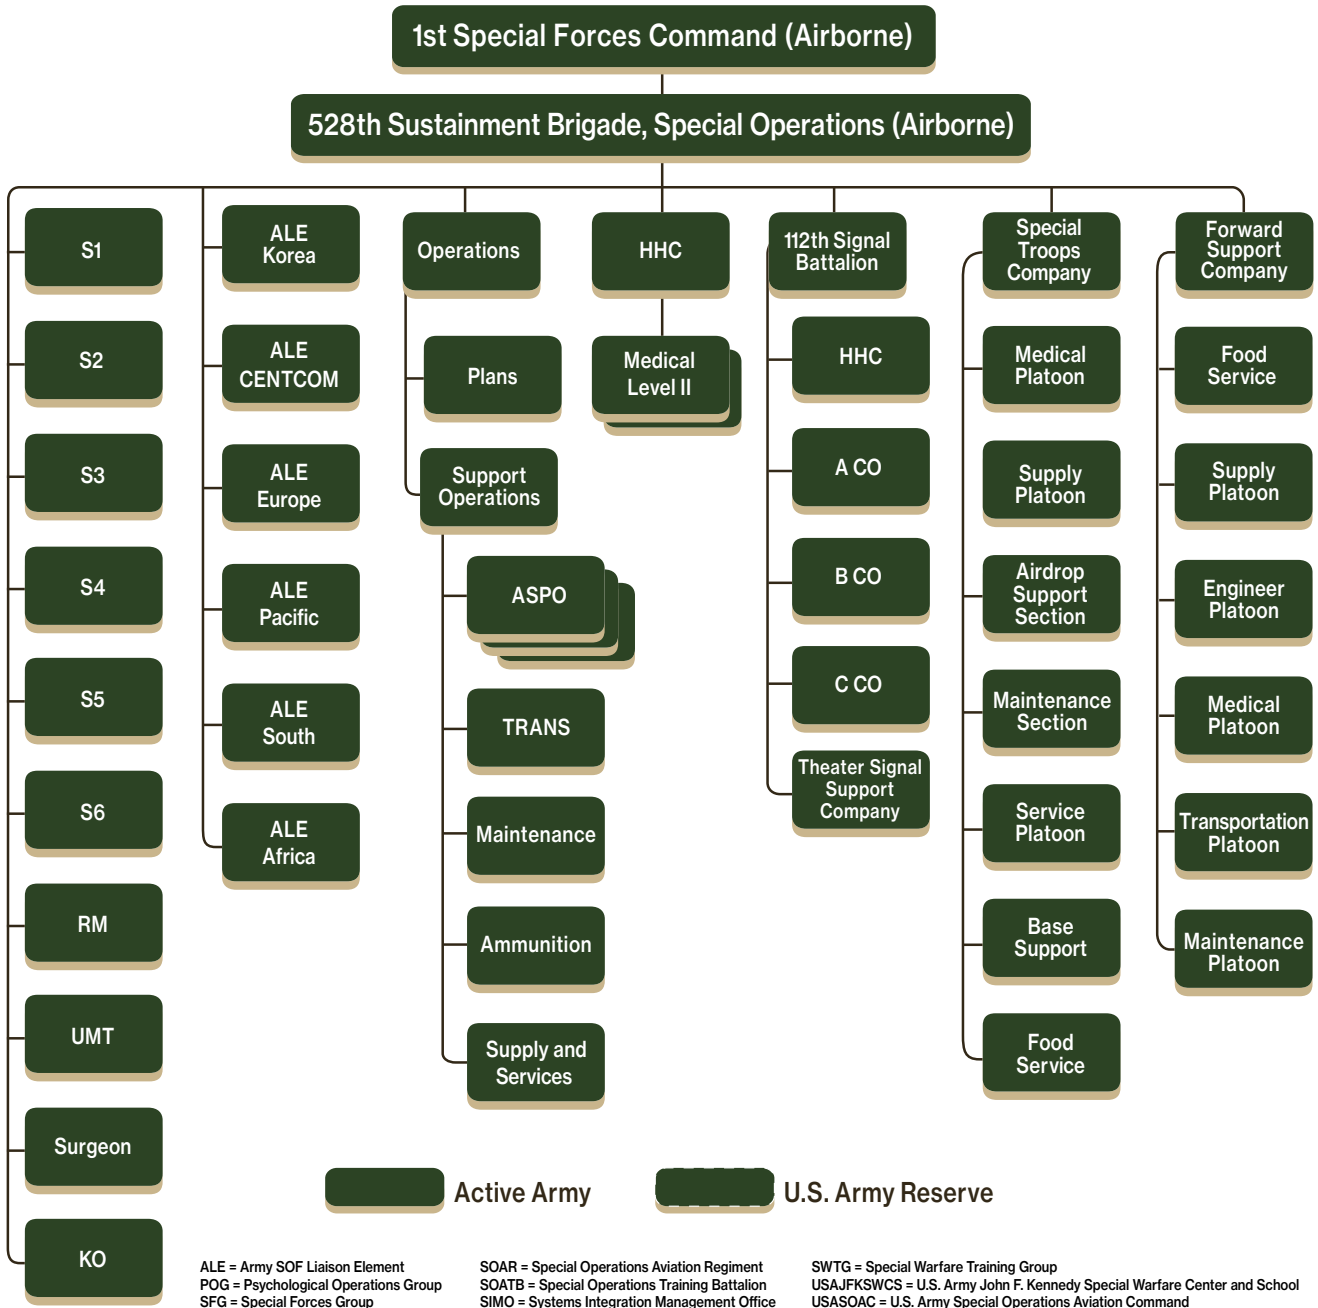 1st Special Forces Command (Airborne)
528th Sustainment Brigade, Special Operations (Airborne)
S1
S2
S3
S4
S5
S6
RM
UMT
Surgeon
KO
ALE
Korea
ALE
CENTCOM
ALE
Europe
ALE
Pacific
ALE
South
ALE
Africa
Operations
Plans
Support
Operations
ASPO
TRANS
Maintenance
Ammunition
Supply and
Services
HHC
Medical
Level II
112th Signal
Battalion
HHC
A CO
B CO
C CO
Theater Signal
Support
Company
Special
Troops
Company
Medical
Platoon
Supply
Platoon
Airdrop
Support
Section
Maintenance
Section
Service
Platoon
Base
Support
Food
Service
Forward
Support
Company
Food
Service
Supply
Platoon
Engineer
Platoon
Medical
Platoon
Transportation
Platoon
Maintenance
Platoon
Active Army
U.S. Army Reserve
ALE = Army SOF Liaison Element
POG = Psychological Operations Group
SFG = Special Forces Group
SOAR = Special Operations Aviation Regiment
SOATB = Special Operations Training Battalion
SIMO = Systems Integration Management Office
SWTG = Special Warfare Training Group
USAJFKSWCS = U.S. Army John F. Kennedy Special Warfare Center and School
USASOAC = U.S. Army Special Operations Aviation Command